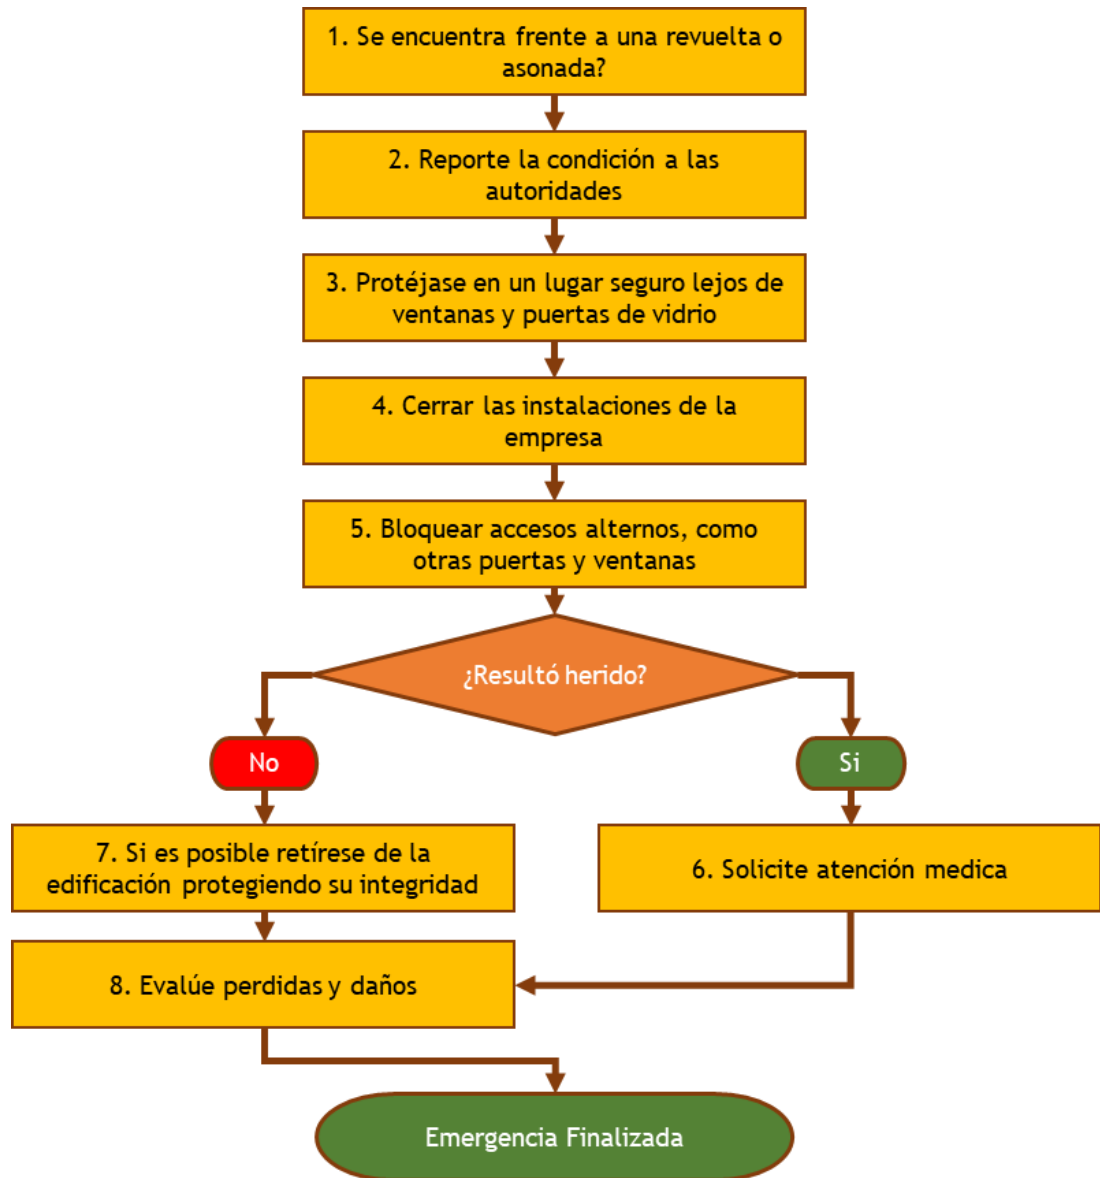 1. Se encuentra frente a una revuelta o
asonada?
2. Reporte la condición a las
autoridades
3. Protéjase en un lugar seguro lejos de
ventanas y puertas de vidrio
4. Cerrar las instalaciones de la
empresa
5. Bloquear accesos alternos, como
otras puertas y ventanas
¿Resultó herido?
No
Si
7. Si es posible retírese de la
edificación protegiendo su integridad
6. Solicite atención medica
8. Evalúe perdidas y daños
Emergencia Finalizada